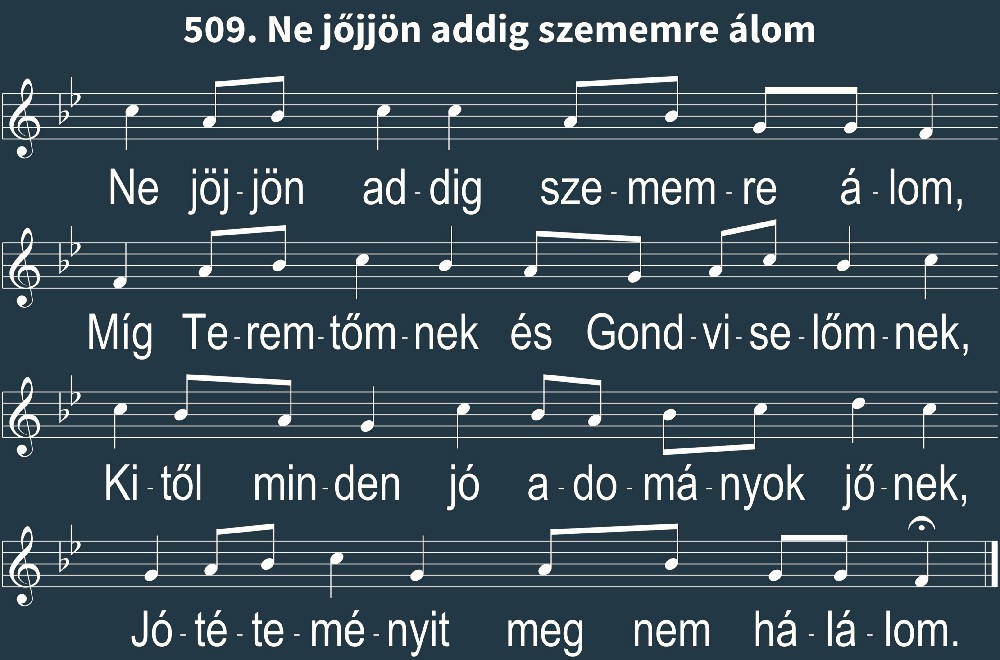 509. Ne jőjjön addig szememre álom
Ne jöj-jön ad-dig sze-mem-re á-lom,
Míg Te-rem-tőm-nek és Gond-vi-se-lőm-nek,
Ki-től min-den jó a-do-má-nyok jő-nek,
Jó-té-te-mé-nyit meg nem há-lá-lom.